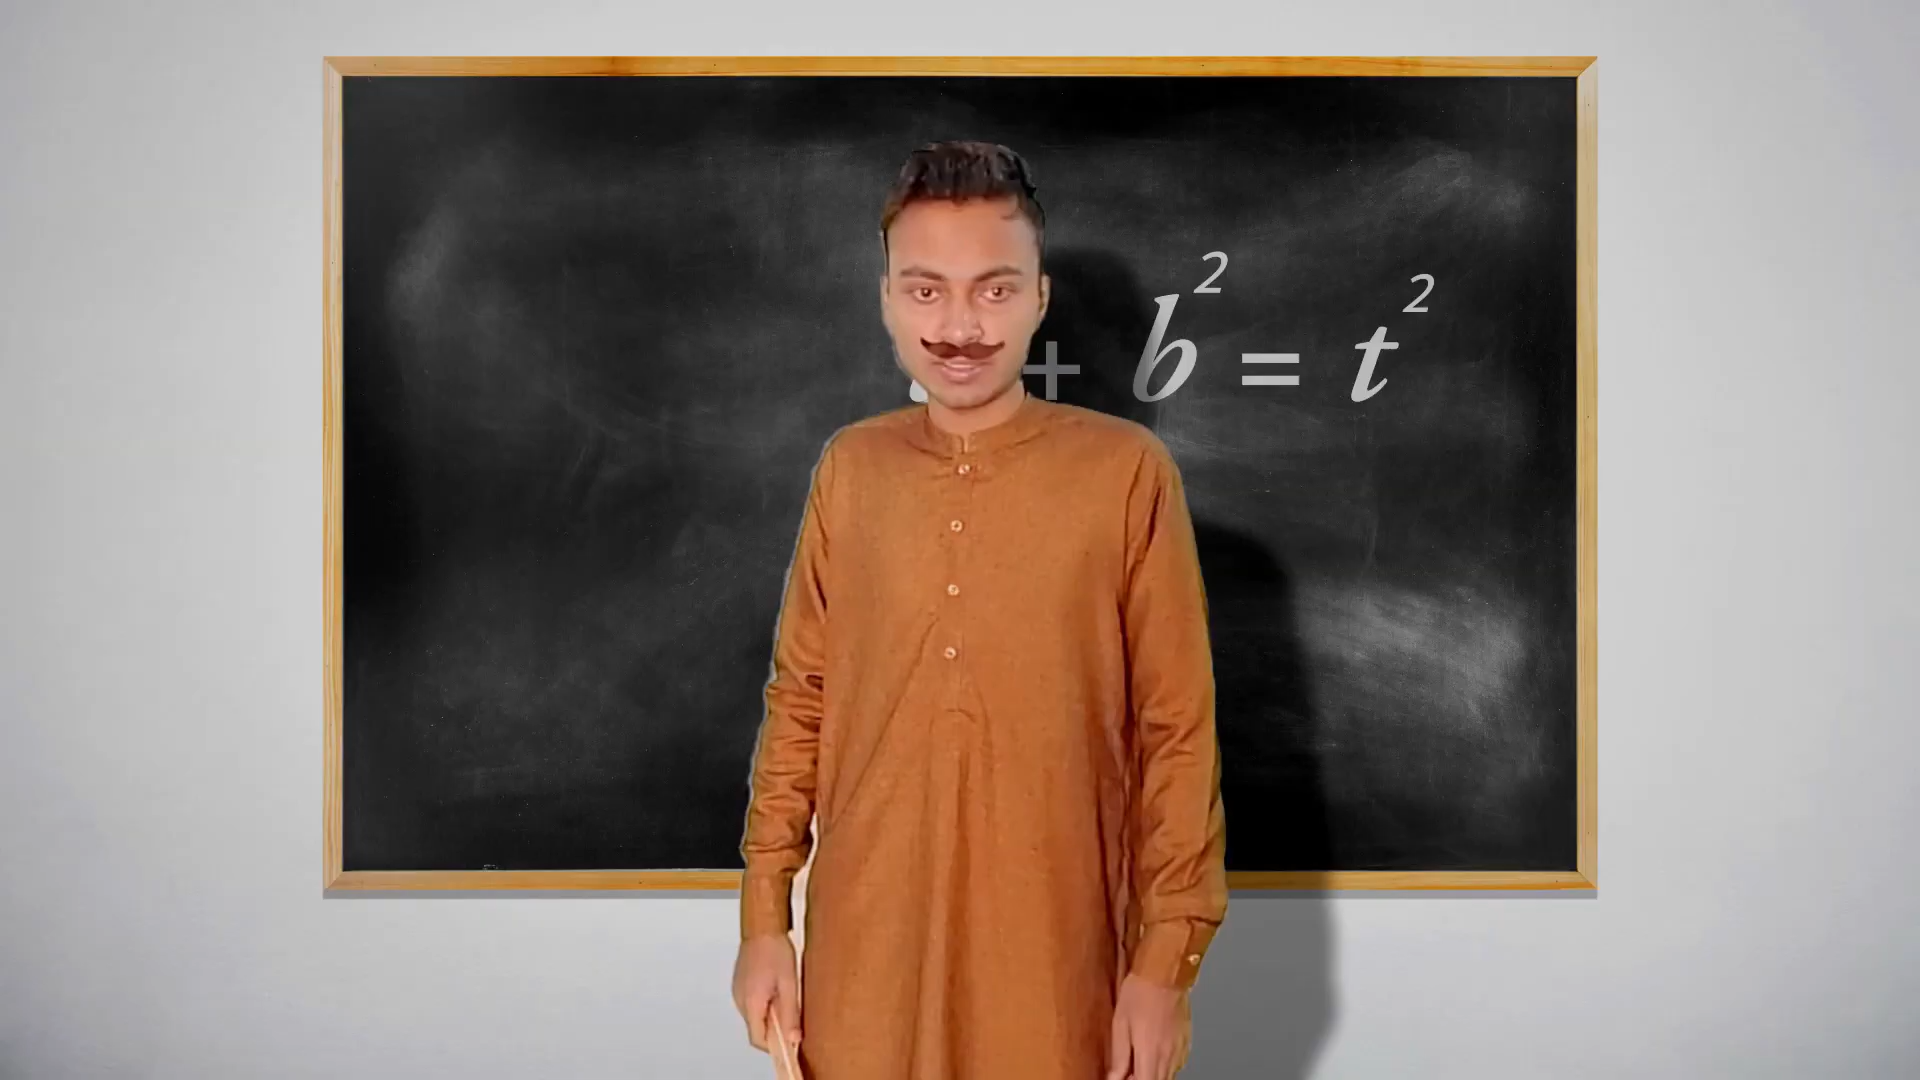 + b² = t²